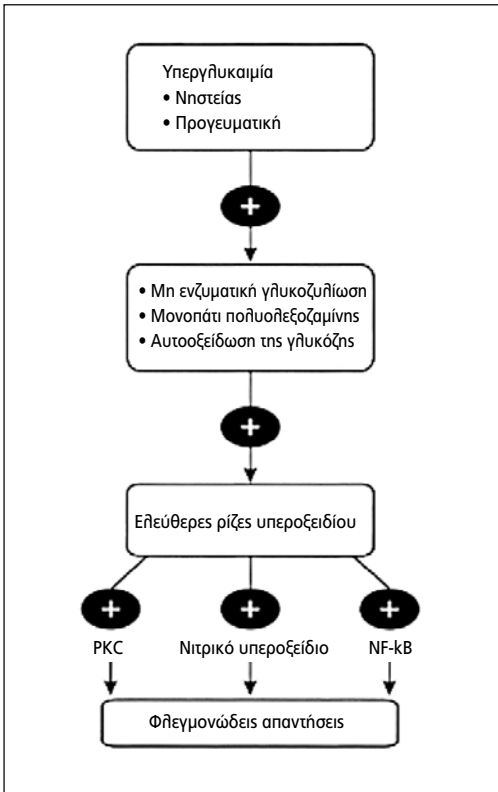 Υπεργλυκαιμία
• Νηστείας
• Προγευματική
+
• Μη ενζυματική γλυκοζυλίωση
• Μονοπάτι πολυολεξοζαμίνης
• Αυτοοξείδωση της γλυκόζης
+
Ελεύθερες ρίζες υπεροξειδίου
+ + +
PKC Νιτρικό υπεροξείδιο NF-kB
Φλεγμονώδεις απαντήσεις